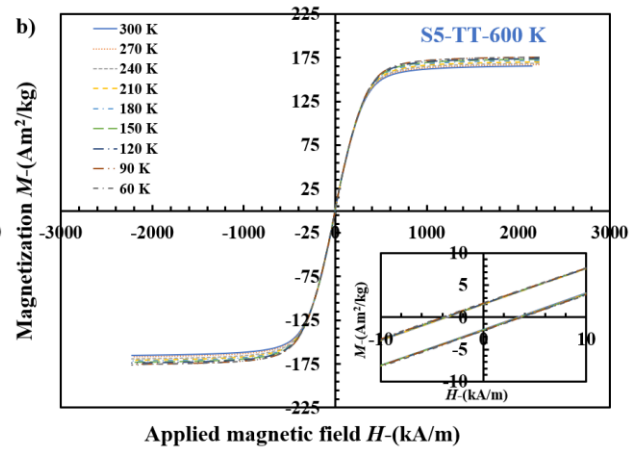 b)
S5-TT-600 K
300 K
270 K
240 K
210 K
180 K
150 K
120 K
90 K
60 K
Magnetization M-(Am²/kg)
225
175
125
75
25
-25
-75
-125
-175
-225
-3000 -2000 -1000 0 1000 2000 3000
Applied magnetic field H-(kA/m)
M-(Am²/kg)
10
5
0
-5
-10
-10 0 10
H-(kA/m)